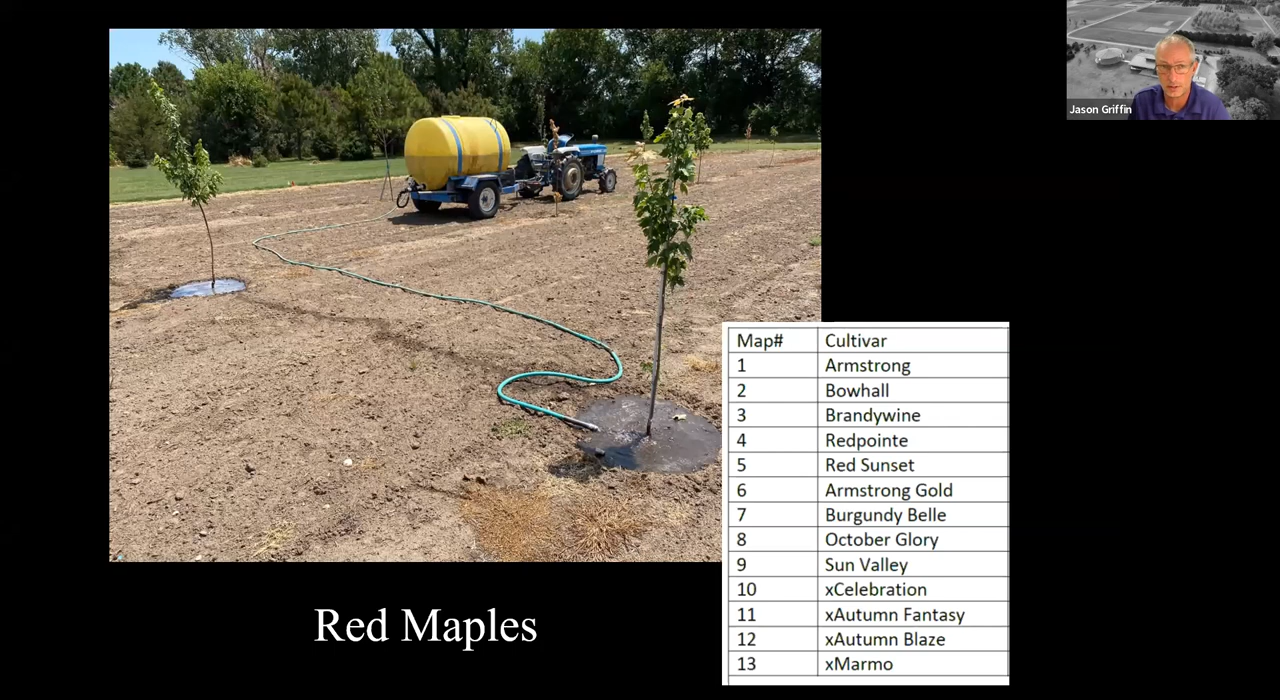 Jason Griffin
Map# Cultivar
1 Armstrong
2 Bowhall
3 Brandywine
4 Redpointe
5 Red Sunset
6 Armstrong Gold
7 Burgundy Belle
8 October Glory
9 Sun Valley
10 xCelebration
11 xAutumn Fantasy
12 xAutumn Blaze
13 xMarmo
Red Maples